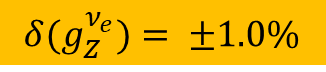 δ(g_Z^{ν_e}) = ±1.0%